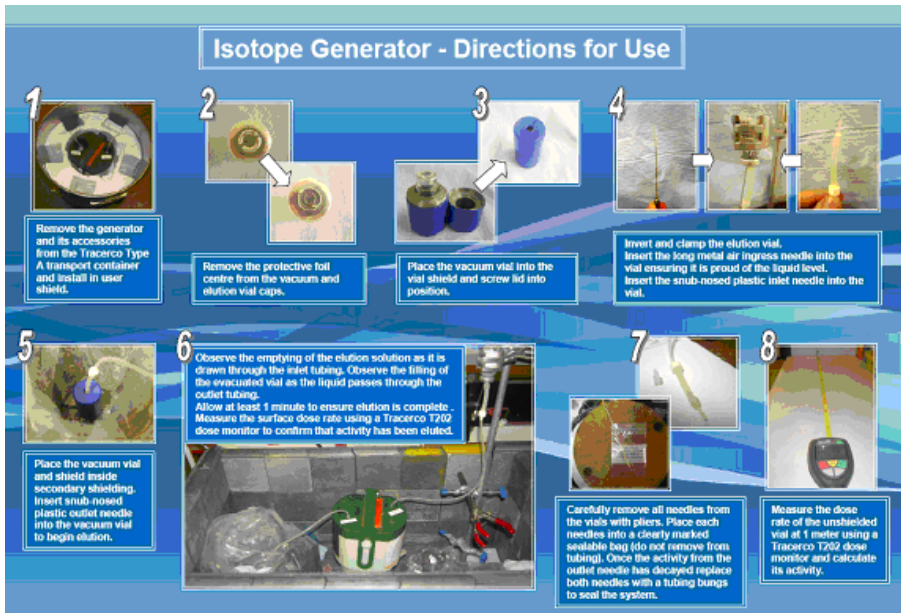 Isotope Generator - Directions for Use
1
Remove the generator
and its accessories
from the Tracerco Type
A transport container
and install in user
shield.
2
Remove the protective foil
centre from the vacuum and
elution vial caps.
3
Place the vacuum vial into the
vial shield and screw lid into
position.
4
Invert and clamp the elution vial.
Insert the long metal air ingress needle into the
vial ensuring it is proud of the liquid level.
Insert the snub-nosed plastic inlet needle into the
vial.
5
Place the vacuum vial
and shield inside
secondary shielding.
Insert snub-nosed
plastic outlet needle
into the vacuum vial
to begin elution.
6
Observe the emptying of the elution solution as it is
drawn through the inlet tubing. Observe the filling of
the evacuated vial as the liquid passes through the
outlet tubing.
Allow at least 1 minute to ensure elution is complete .
Measure the surface dose rate using a Tracerco T202
dose monitor to confirm that activity has been eluted.
7
Carefully remove all needles from
the vials with pliers. Place each
needles into a clearly marked
sealable bag (do not remove from
tubing). Once the activity from the
outlet needle has decayed replace
both needles with a tubing bungs
to seal the system.
8
Measure the dose
rate of the unshielded
vial at 1 meter using a
Tracerco T202 dose
monitor and calculate
its activity.